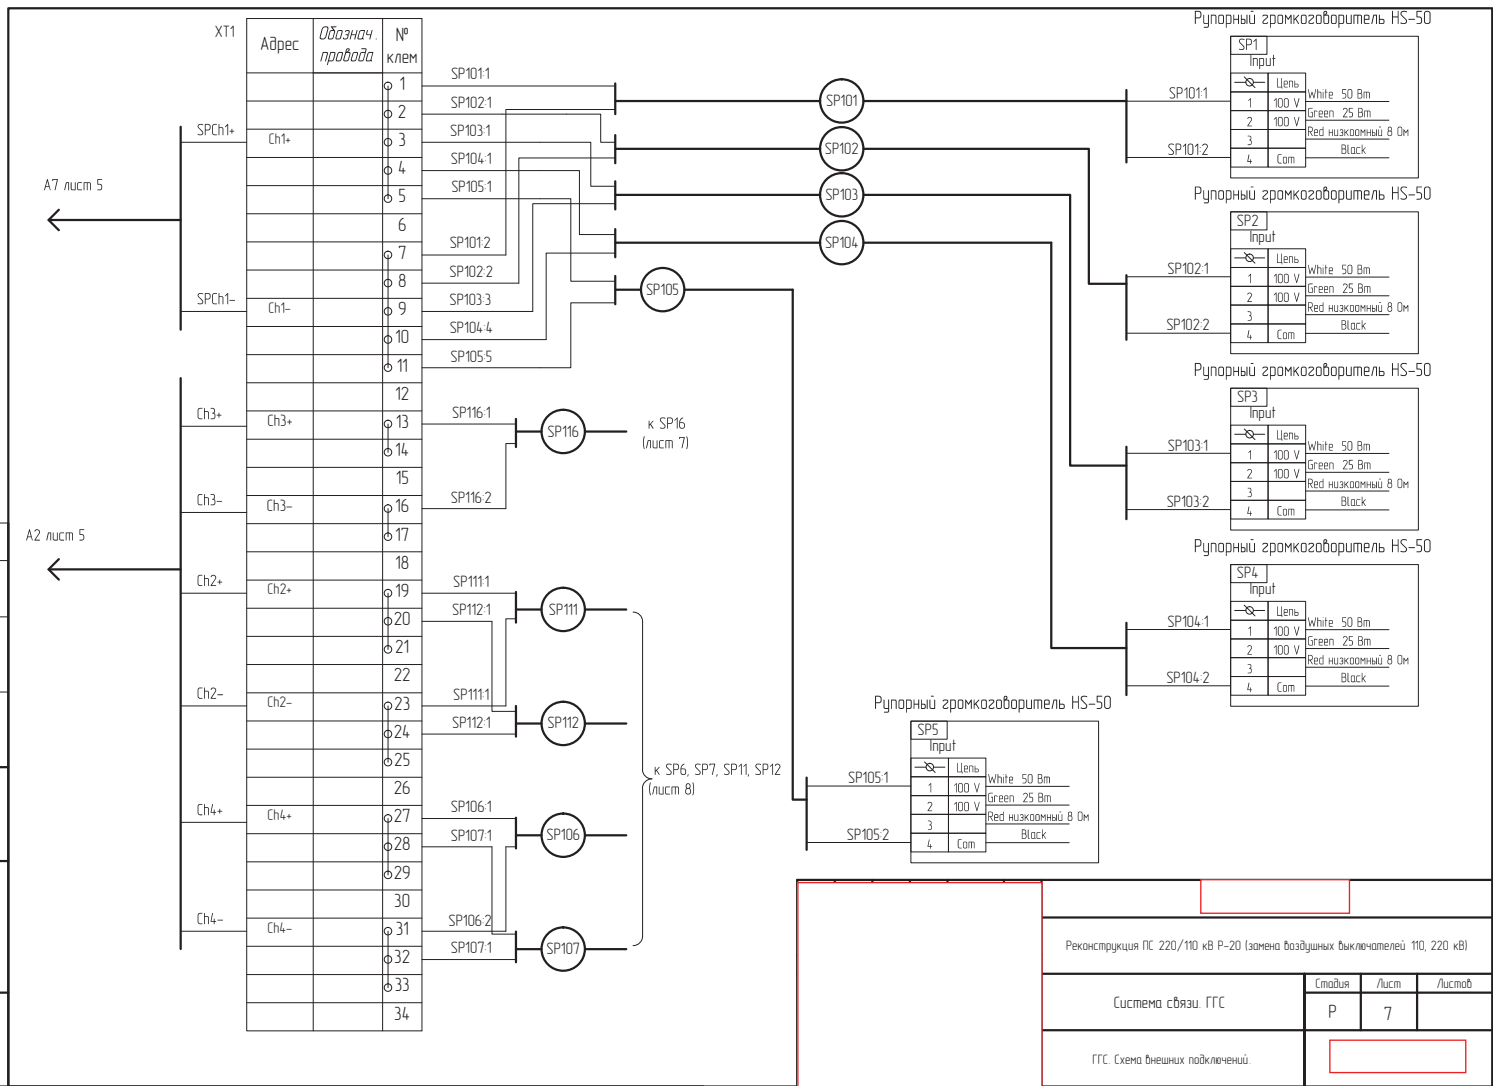 XT1
Адрес
Обознач.
провода
№
клем
1
2
3
4
5
6
7
8
9
10
11
12
13
14
15
16
17
18
19
20
21
22
23
24
25
26
27
28
29
30
31
32
33
34
Ch1+
Ch1-
Ch3+
Ch3-
Ch2+
Ch2-
Ch4+
Ch4-
SPCh1+
А7 лист 5
SPCh1-
Ch3+
Ch3-
А2 лист 5
Ch2+
Ch2-
Ch4+
Ch4-
SP101:1
SP102:1
SP103:1
SP104:1
SP105:1
SP101:2
SP102:2
SP103:3
SP104:4
SP105:5
SP116:1
SP116:2
SP111:1
SP112:1
SP111:1
SP112:1
SP106:1
SP107:1
SP106:2
SP107:1
SP101
SP102
SP103
SP104
SP105
SP116
к SP16
(лист 7)
SP111
SP112
SP106
SP107
к SP6, SP7, SP11, SP12
(лист 8)
Рупорный громкоговоритель HS-50
SP1
Input
Цепь
1 100 V White 50 Вт
2 100 V Green 25 Вт
3 Red низкоомный 8 Ом
4 Com Black
SP101:1
SP101:2
Рупорный громкоговоритель HS-50
SP2
Input
Цепь
1 100 V White 50 Вт
2 100 V Green 25 Вт
3 Red низкоомный 8 Ом
4 Com Black
SP102:1
SP102:2
Рупорный громкоговоритель HS-50
SP3
Input
Цепь
1 100 V White 50 Вт
2 100 V Green 25 Вт
3 Red низкоомный 8 Ом
4 Com Black
SP103:1
SP103:2
Рупорный громкоговоритель HS-50
SP4
Input
Цепь
1 100 V White 50 Вт
2 100 V Green 25 Вт
3 Red низкоомный 8 Ом
4 Com Black
SP104:1
SP104:2
Рупорный громкоговоритель HS-50
SP5
Input
Цепь
1 100 V White 50 Вт
2 100 V Green 25 Вт
3 Red низкоомный 8 Ом
4 Com Black
SP105:1
SP105:2
Реконструкция ПС 220/110 кВ Р-20 (замена воздушных выключателей 110, 220 кВ)
Система связи. ГГС
Стадия Лист Листов
Р 7
ГГС. Схема внешних подключений.